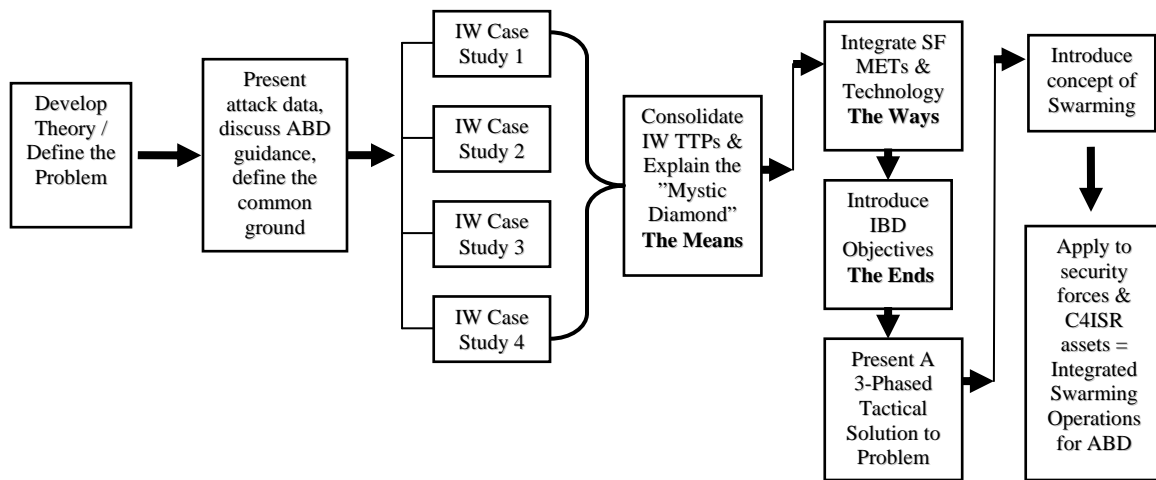 Develop
Theory /
Define the
Problem
Present
attack data,
discuss ABD
guidance,
define the
common
ground
IW Case
Study 1
IW Case
Study 2
IW Case
Study 3
IW Case
Study 4
Consolidate
IW TTPs &
Explain the
”Mystic
Diamond”
The Means
Integrate SF
METs &
Technology
The Ways
Introduce
IBD
Objectives
The Ends
Present A
3-Phased
Tactical
Solution to
Problem
Introduce
concept of
Swarming
Apply to
security
forces &
C4ISR
assets =
Integrated
Swarming
Operations
for ABD